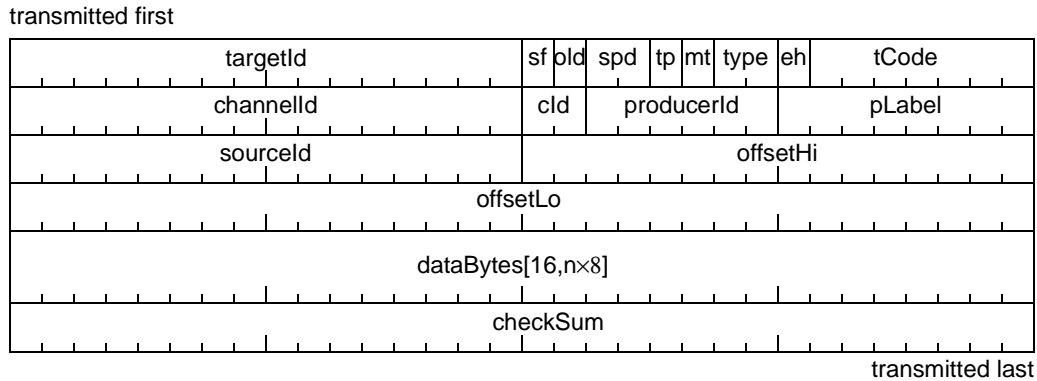 transmitted first
targetId sf old spd tp mt type eh tCode
channelId cId producerId pLabel
sourceId offsetHi
offsetLo
dataBytes[16,n×8]
checkSum
transmitted last